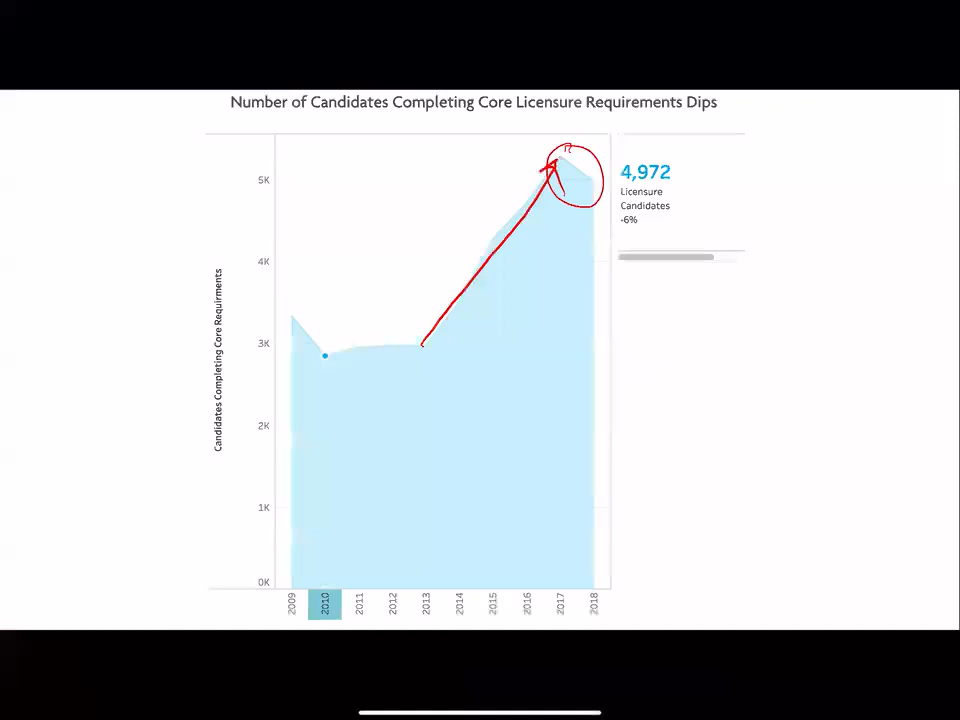 Number of Candidates Completing Core Licensure Requirements Dips
4,972
Licensure
Candidates
-6%
Candidates Completing Core Requirments
5K
4K
3K
2K
1K
0K
2009
2010
2011
2012
2013
2014
2015
2016
2017
2018